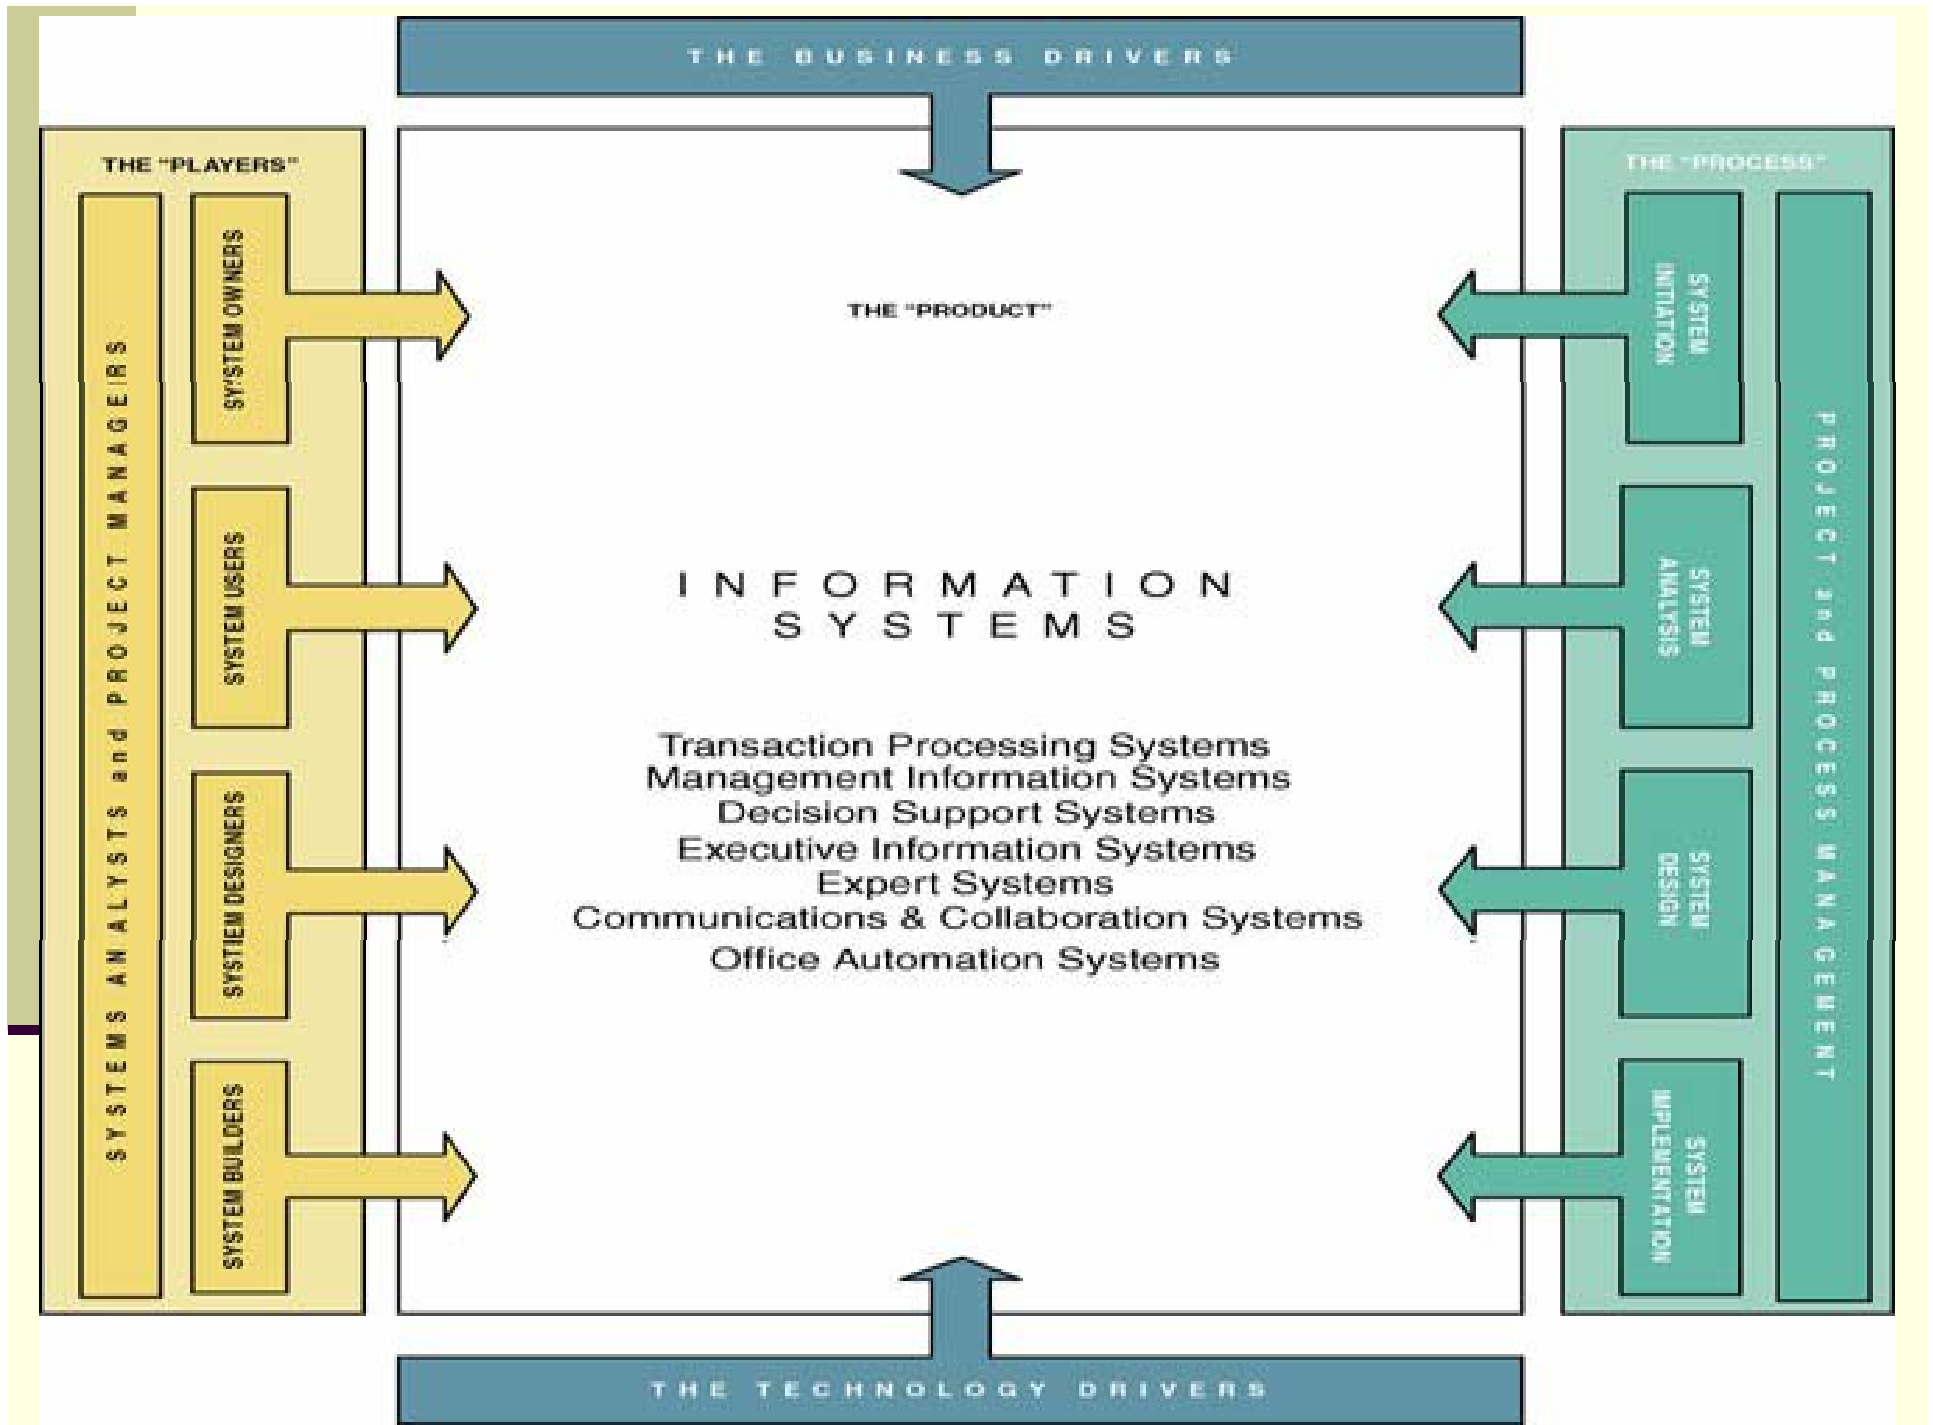 THE BUSINESS DRIVERS
THE "PLAYERS"
SYSTEMS ANALYSTS and PROJECT MANAGERS
SYSTEM OWNERS
SYSTEM USERS
SYSTEM DESIGNERS
SYSTEM BUILDERS
THE "PRODUCT"
INFORMATION
SYSTEMS
Transaction Processing Systems
Management Information Systems
Decision Support Systems
Executive Information Systems
Expert Systems
Communications & Collaboration Systems
Office Automation Systems
THE "PROCESS"
SYSTEM
INITIATION
SYSTEM
ANALYSIS
SYSTEM
DESIGN
SYSTEM
IMPLEMENTATION
PROJECT and PROCESS MANAGEMENT
THE TECHNOLOGY DRIVERS